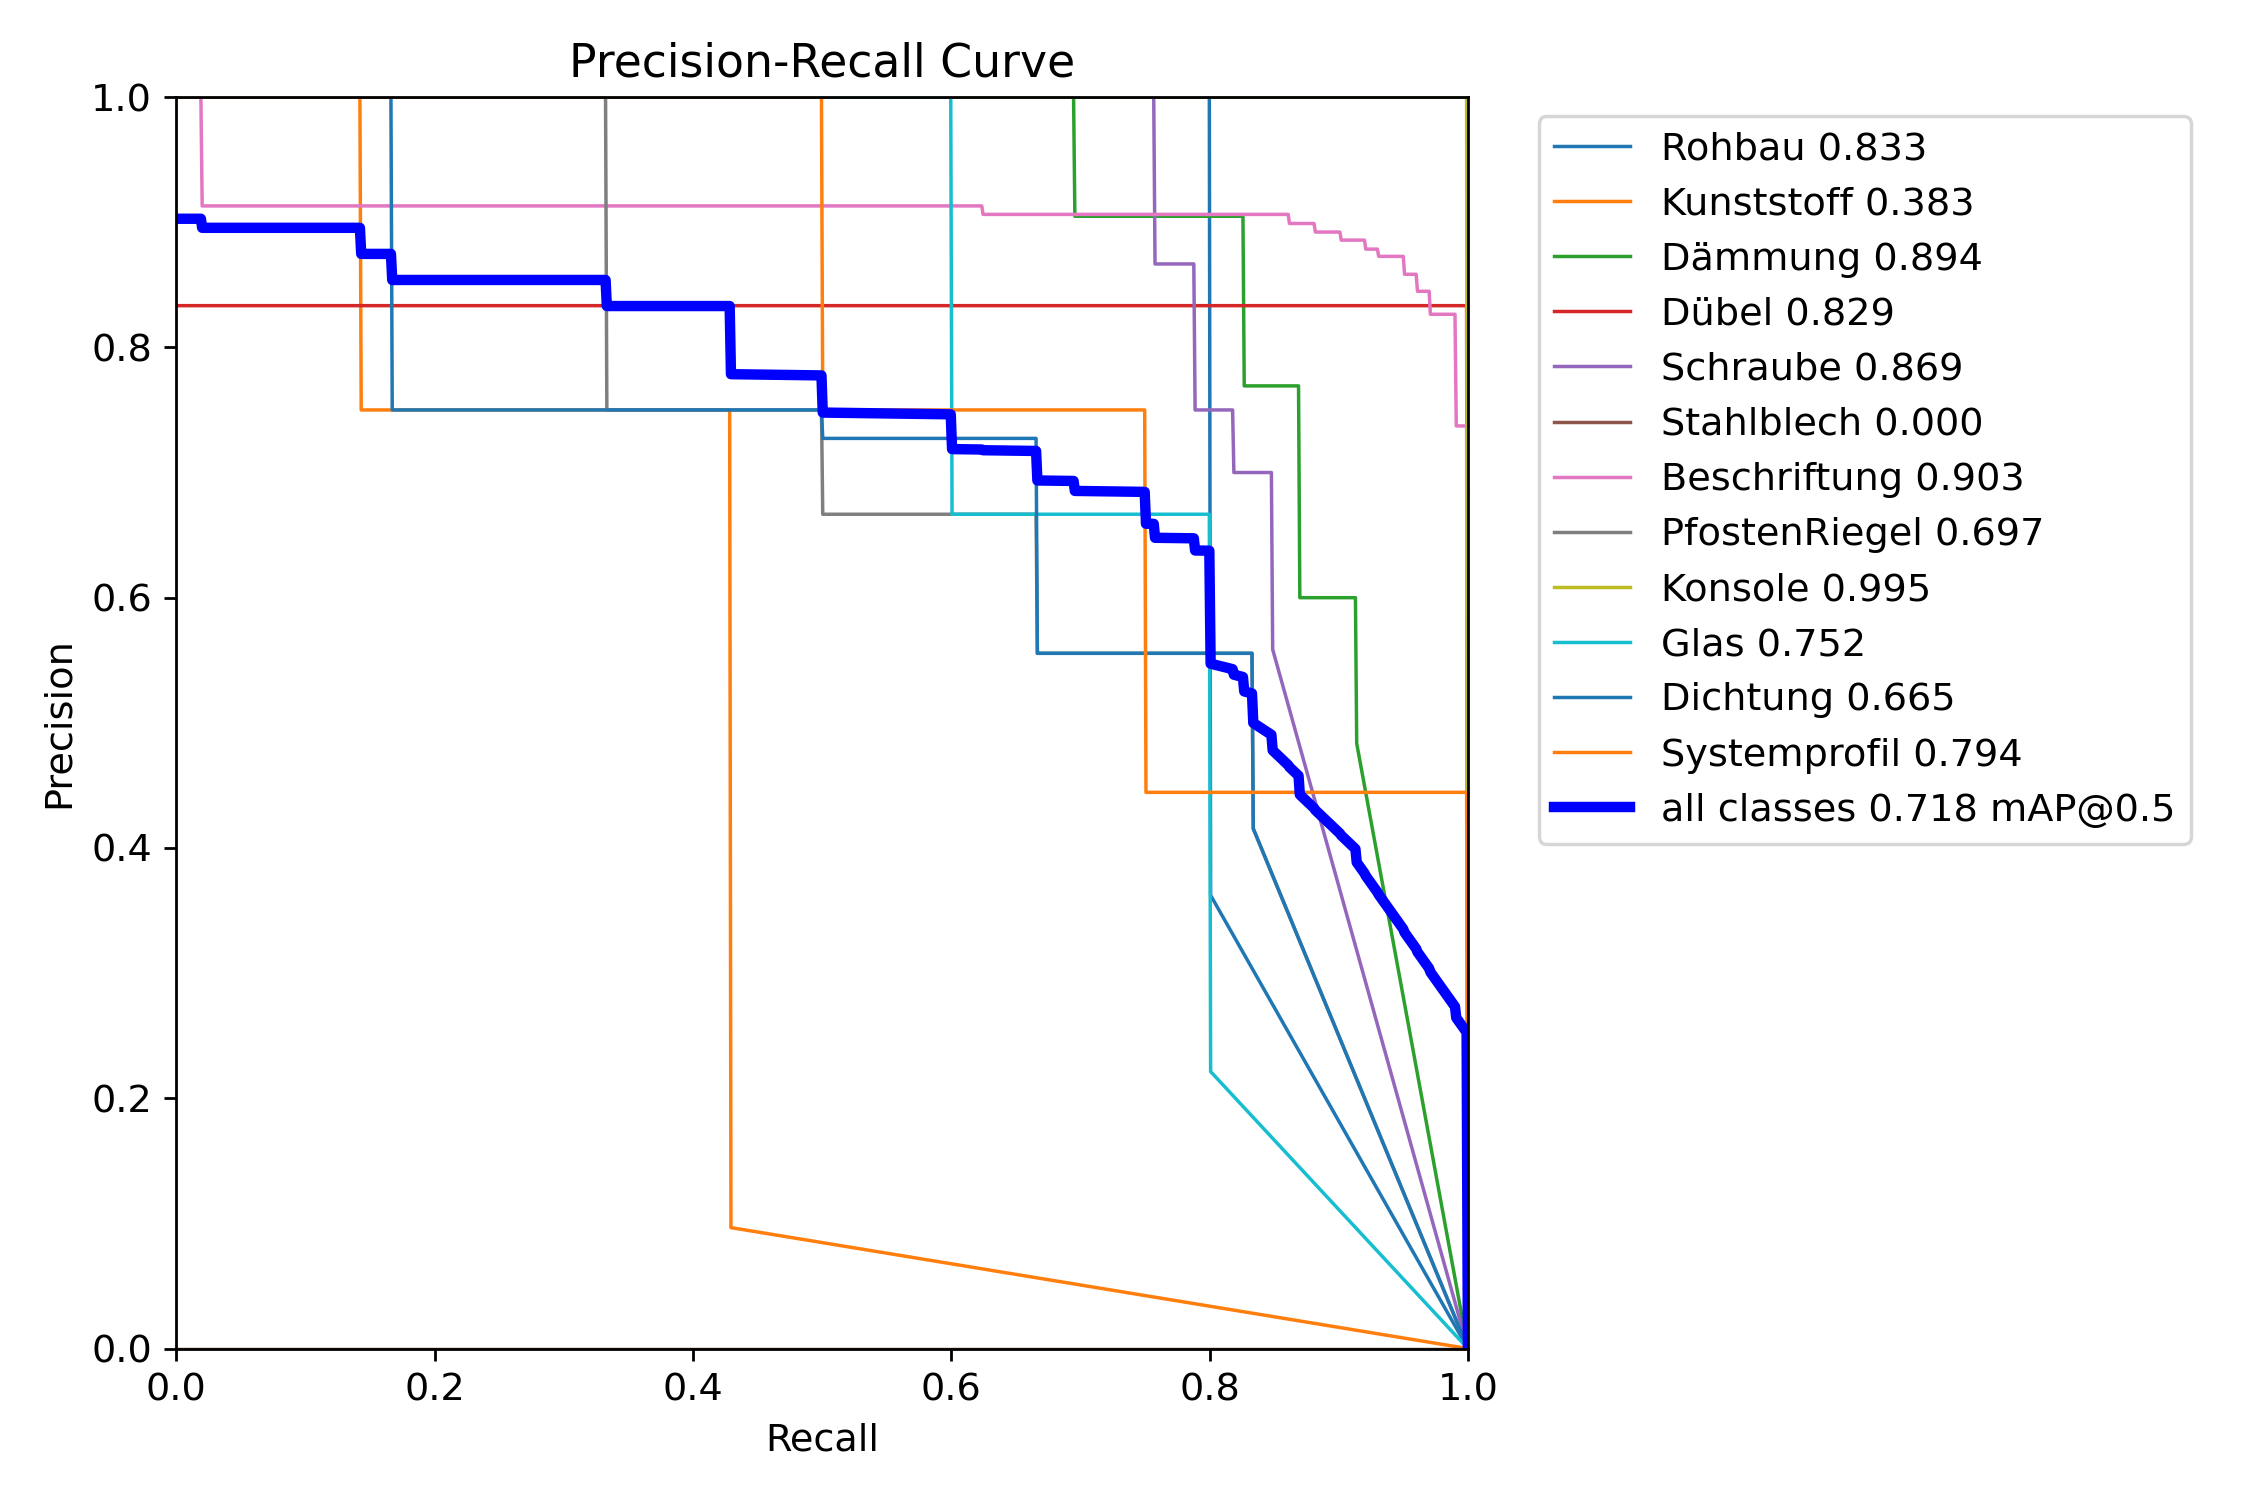 Precision-Recall Curve
1.0
0.8
0.6
0.4
0.2
0.0
Precision
0.0 0.2 0.4 0.6 0.8 1.0
Recall
Rohbau 0.833
Kunststoff 0.383
Dämmung 0.894
Dübel 0.829
Schraube 0.869
Stahlblech 0.000
Beschriftung 0.903
PfostenRiegel 0.697
Konsole 0.995
Glas 0.752
Dichtung 0.665
Systemprofil 0.794
all classes 0.718 mAP@0.5